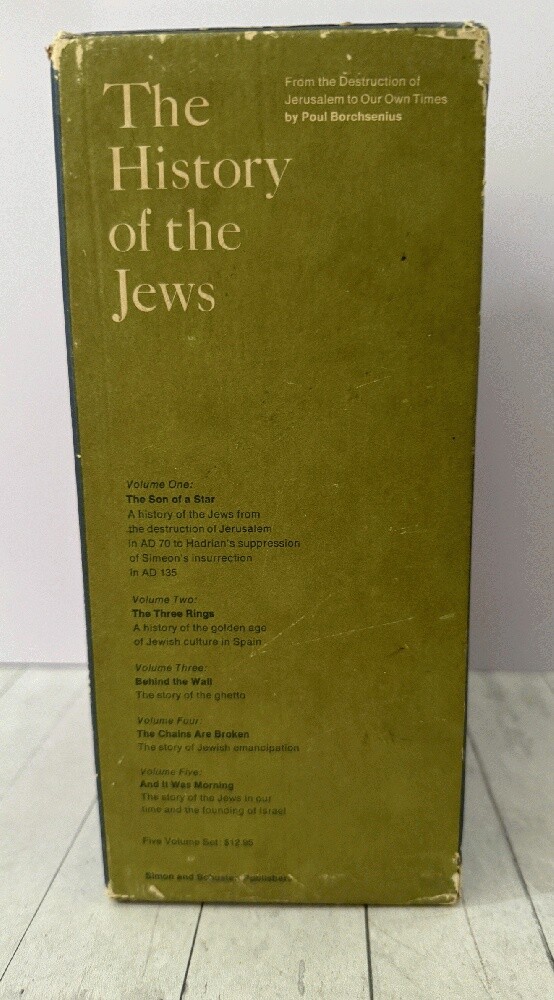 The
History
of the
Jews
From the Destruction of
Jerusalem to Our Own Times
by Poul Borchsenius
Volume One:
The Son of a Star
A history of the Jews from
the destruction of Jerusalem
in AD 70 to Hadrian's suppression
of Simeon's insurrection
in AD 135
Volume Two:
The Three Rings
A history of the golden age
of Jewish culture in Spain
Volume Three:
Behind the Wall
The story of the ghetto
Volume Four:
The Chains Are Broken
The story of Jewish emancipation
Volume Five:
And It Was Morning
The story of the Jews in our
time and the founding of Israel
Five Volume Set: $12.95
Simon and Schuster, Publishers